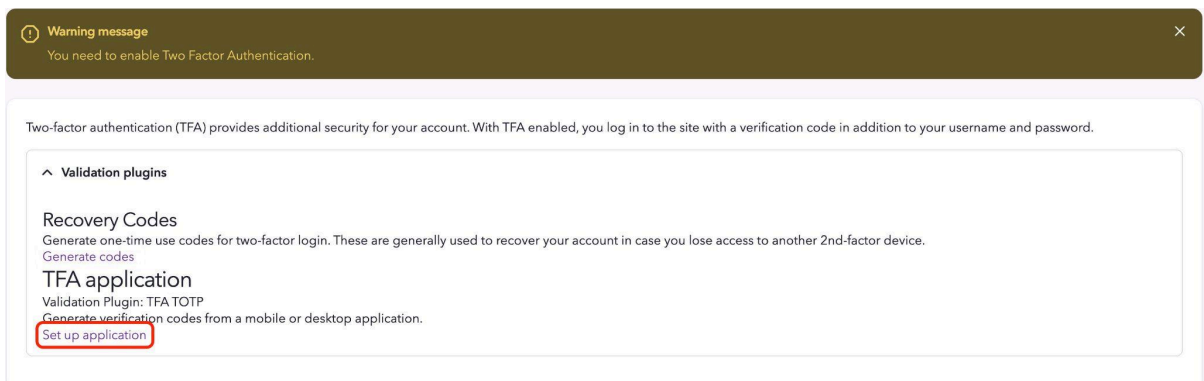 Warning message
You need to enable Two Factor Authentication.
Two-factor authentication (TFA) provides additional security for your account. With TFA enabled, you log in to the site with a verification code in addition to your username and password.
Validation plugins
Recovery Codes
Generate one-time use codes for two-factor login. These are generally used to recover your account in case you lose access to another 2nd-factor device.
Generate codes
TFA application
Validation Plugin: TFA TOTP
Generate verification codes from a mobile or desktop application.
Set up application